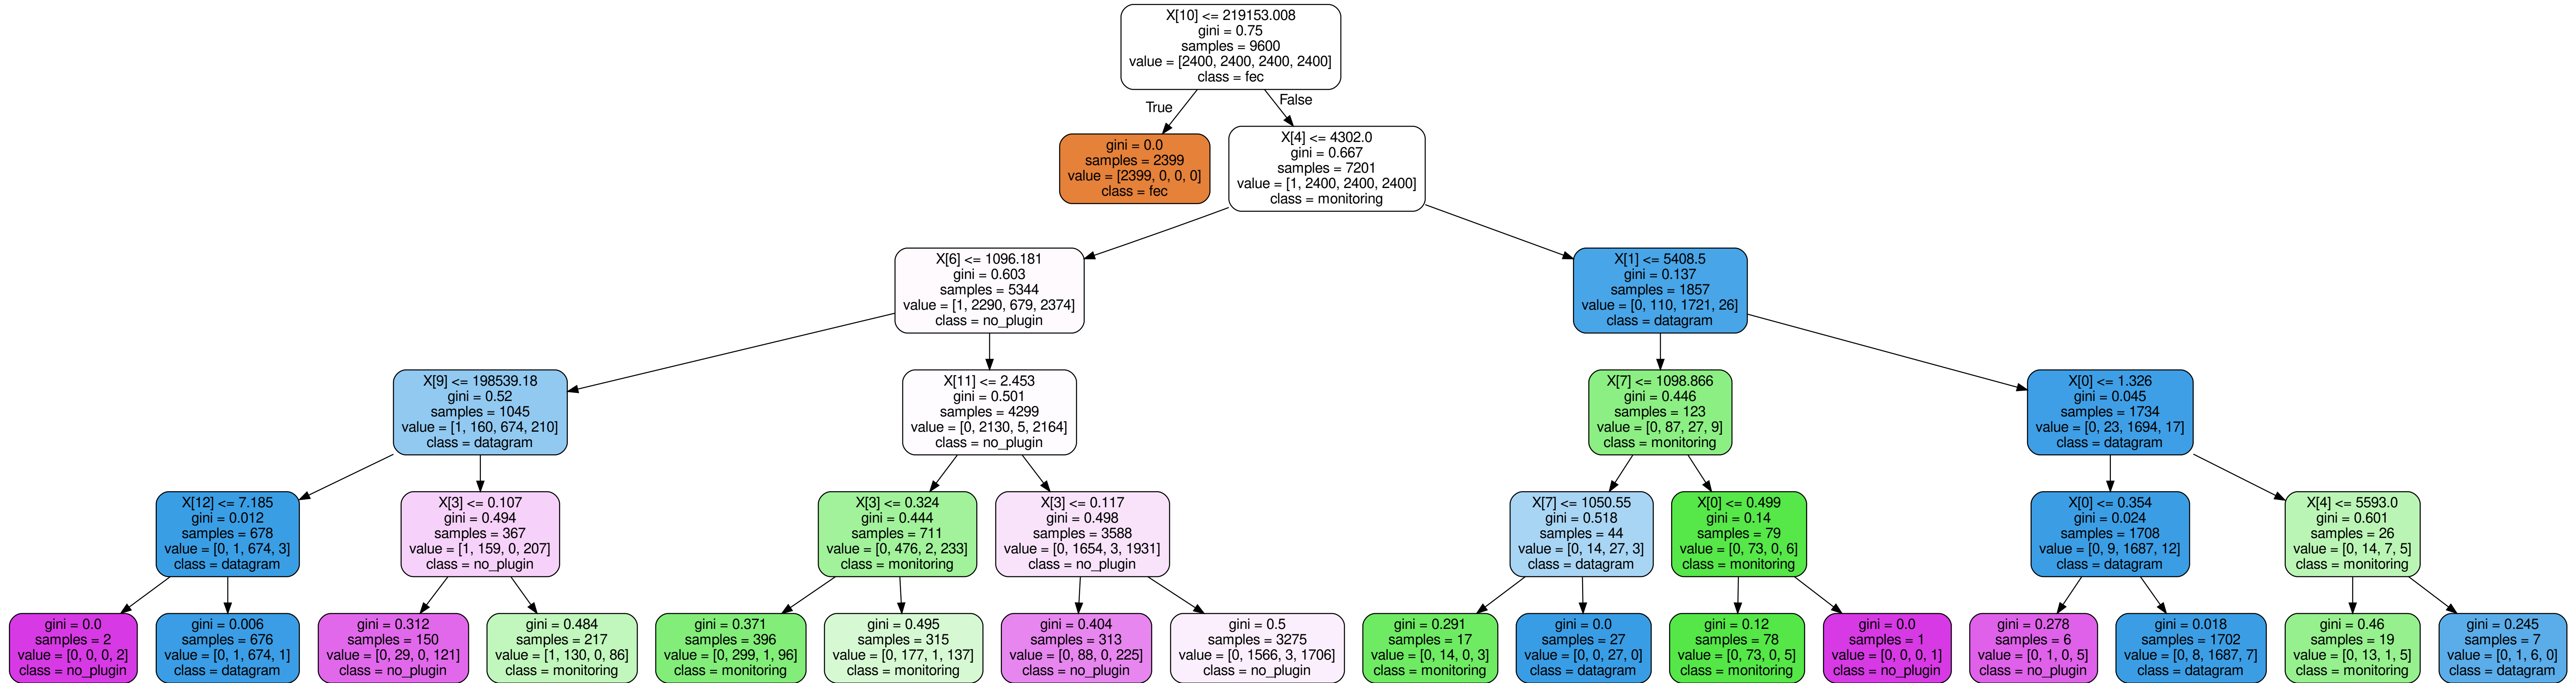 X[10] <= 219153.008
gini = 0.75
samples = 9600
value = [2400, 2400, 2400, 2400]
class = fec
True
False
gini = 0.0
samples = 2399
value = [2399, 0, 0, 0]
class = fec
X[4] <= 4302.0
gini = 0.667
samples = 7201
value = [1, 2400, 2400, 2400]
class = monitoring
X[6] <= 1096.181
gini = 0.603
samples = 5344
value = [1, 2290, 679, 2374]
class = no_plugin
X[1] <= 5408.5
gini = 0.137
samples = 1857
value = [0, 110, 1721, 26]
class = datagram
X[9] <= 198539.18
gini = 0.52
samples = 1045
value = [1, 160, 674, 210]
class = datagram
X[11] <= 2.453
gini = 0.501
samples = 4299
value = [0, 2130, 5, 2164]
class = no_plugin
X[7] <= 1098.866
gini = 0.446
samples = 123
value = [0, 87, 27, 9]
class = monitoring
X[0] <= 1.326
gini = 0.045
samples = 1734
value = [0, 23, 1694, 17]
class = datagram
X[12] <= 7.185
gini = 0.012
samples = 678
value = [0, 1, 674, 3]
class = datagram
X[3] <= 0.107
gini = 0.494
samples = 367
value = [1, 159, 0, 207]
class = no_plugin
X[3] <= 0.324
gini = 0.444
samples = 711
value = [0, 476, 2, 233]
class = monitoring
X[3] <= 0.117
gini = 0.498
samples = 3588
value = [0, 1654, 3, 1931]
class = no_plugin
X[7] <= 1050.55
gini = 0.518
samples = 44
value = [0, 14, 27, 3]
class = datagram
X[0] <= 0.499
gini = 0.14
samples = 79
value = [0, 73, 0, 6]
class = monitoring
X[0] <= 0.354
gini = 0.024
samples = 1708
value = [0, 9, 1687, 12]
class = datagram
X[4] <= 5593.0
gini = 0.601
samples = 26
value = [0, 14, 7, 5]
class = monitoring
gini = 0.0
samples = 2
value = [0, 0, 0, 2]
class = no_plugin
gini = 0.006
samples = 676
value = [0, 1, 674, 1]
class = datagram
gini = 0.312
samples = 150
value = [0, 29, 0, 121]
class = no_plugin
gini = 0.484
samples = 217
value = [1, 130, 0, 86]
class = monitoring
gini = 0.371
samples = 396
value = [0, 299, 1, 96]
class = monitoring
gini = 0.495
samples = 315
value = [0, 177, 1, 137]
class = monitoring
gini = 0.404
samples = 313
value = [0, 88, 0, 225]
class = no_plugin
gini = 0.5
samples = 3275
value = [0, 1566, 3, 1706]
class = no_plugin
gini = 0.291
samples = 17
value = [0, 14, 0, 3]
class = monitoring
gini = 0.0
samples = 27
value = [0, 0, 27, 0]
class = datagram
gini = 0.12
samples = 78
value = [0, 73, 0, 5]
class = monitoring
gini = 0.0
samples = 1
value = [0, 0, 0, 1]
class = no_plugin
gini = 0.278
samples = 6
value = [0, 1, 0, 5]
class = no_plugin
gini = 0.018
samples = 1702
value = [0, 8, 1687, 7]
class = datagram
gini = 0.46
samples = 19
value = [0, 13, 1, 5]
class = monitoring
gini = 0.245
samples = 7
value = [0, 1, 6, 0]
class = datagram